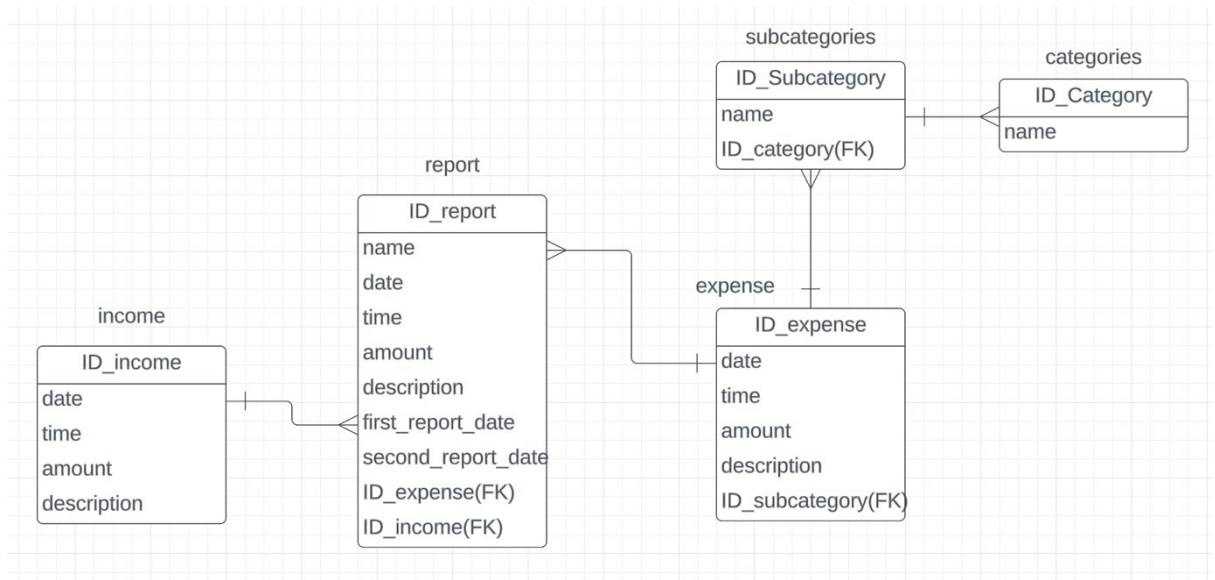 subcategories
ID_Subcategory
name
ID_category(FK)
categories
ID_Category
name
report
ID_report
name
date
time
amount
description
first_report_date
second_report_date
ID_expense(FK)
ID_income(FK)
expense
ID_expense
date
time
amount
description
ID_subcategory(FK)
income
ID_income
date
time
amount
description